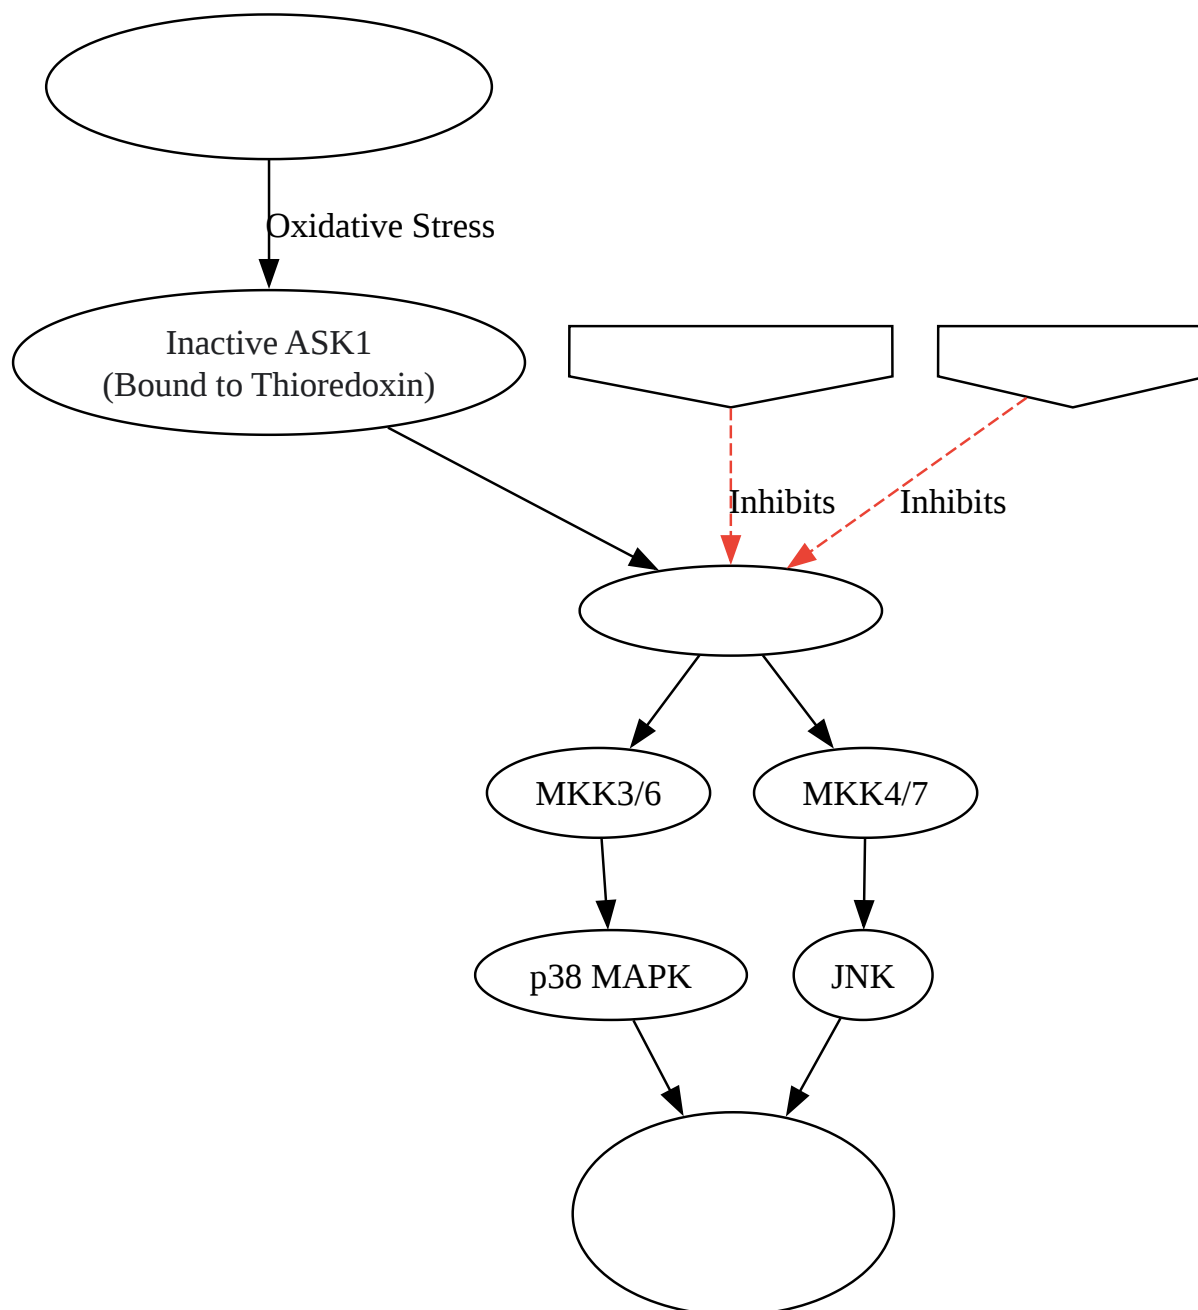 Oxidative Stress
Inactive ASK1
(Bound to Thioredoxin)
Inhibits
Inhibits
MKK3/6
MKK4/7
p38 MAPK
JNK